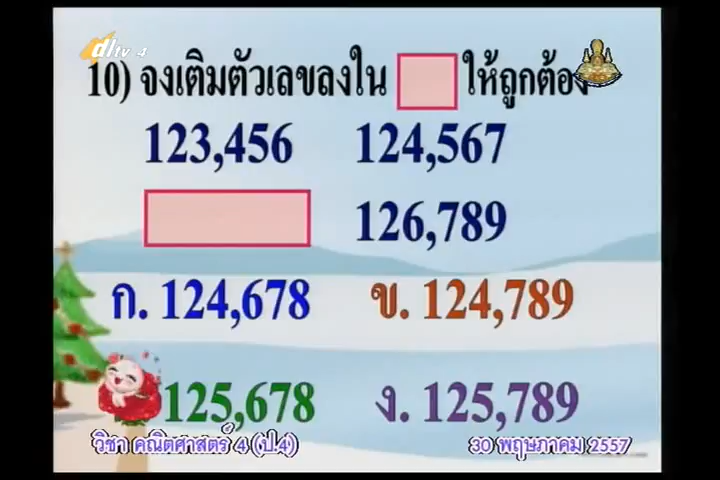 dltv 4
10) จงเติมตัวเลขลงใน ให้ถูกต้อง
123,456 124,567
126,789
ก. 124,678 ข. 124,789
125,678 ง. 125,789
วิชา คณิตศาสตร์ 4 (ป.4) 30 พฤษภาคม 2557